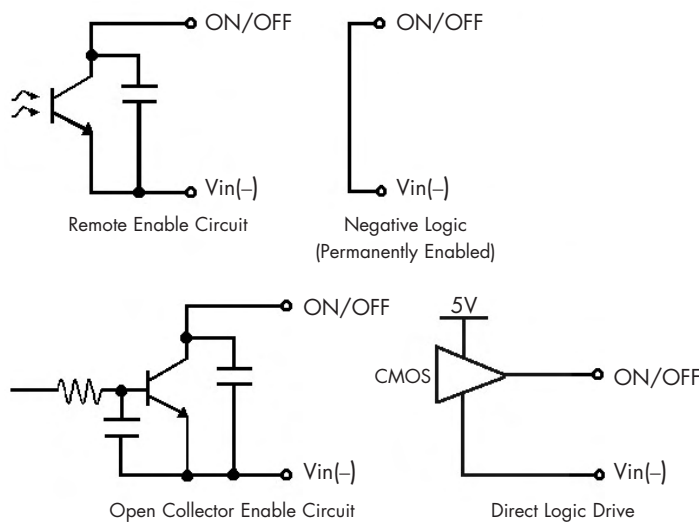 ON/OFF
Vin(–)
Remote Enable Circuit
ON/OFF
Vin(–)
Negative Logic
(Permanently Enabled)
ON/OFF
Vin(–)
Open Collector Enable Circuit
5V
CMOS
ON/OFF
Vin(–)
Direct Logic Drive